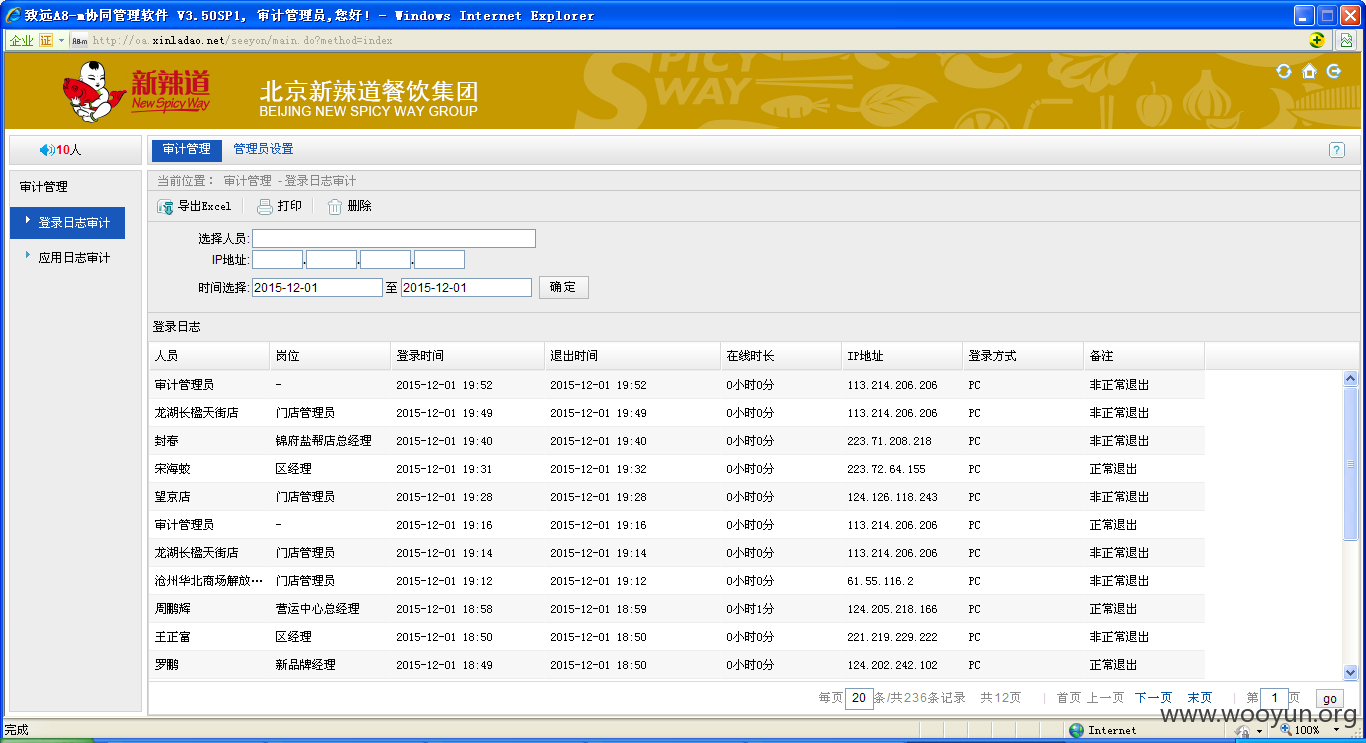 致远A8-m协同管理软件 V3.50SP1, 审计管理员,您好! - Windows Internet Explorer
企业 证 A8-m http://oa.xinladao.net/seeyon/main.do?method=index
新辣道 New Spicy Way 北京新辣道餐饮集团 BEIJING NEW SPICY WAY GROUP SPICY WAY
10人 审计管理 管理员设置 ?
当前位置： 审计管理 - 登录日志审计
审计管理
登录日志审计
应用日志审计
导出Excel 打印 删除
选择人员:
IP地址: . . .
时间选择: 2015-12-01 至 2015-12-01 确定
登录日志
人员 岗位 登录时间 退出时间 在线时长 IP地址 登录方式 备注
审计管理员 - 2015-12-01 19:52 2015-12-01 19:52 0小时0分 113.214.206.206 PC 非正常退出
龙湖长楹天街店 门店管理员 2015-12-01 19:49 2015-12-01 19:49 0小时0分 113.214.206.206 PC 非正常退出
封春 锦府盐帮店总经理 2015-12-01 19:40 2015-12-01 19:40 0小时0分 223.71.208.218 PC 非正常退出
宋海蛟 区经理 2015-12-01 19:31 2015-12-01 19:32 0小时0分 223.72.64.155 PC 正常退出
望京店 门店管理员 2015-12-01 19:28 2015-12-01 19:28 0小时0分 124.126.118.243 PC 非正常退出
审计管理员 - 2015-12-01 19:16 2015-12-01 19:16 0小时0分 113.214.206.206 PC 正常退出
龙湖长楹天街店 门店管理员 2015-12-01 19:14 2015-12-01 19:14 0小时0分 113.214.206.206 PC 非正常退出
沧州华北商场解放… 门店管理员 2015-12-01 19:12 2015-12-01 19:12 0小时0分 61.55.116.2 PC 非正常退出
周鹏辉 营运中心总经理 2015-12-01 18:58 2015-12-01 18:59 0小时1分 124.205.218.166 PC 正常退出
王正富 区经理 2015-12-01 18:50 2015-12-01 18:50 0小时0分 221.219.229.222 PC 非正常退出
罗鹏 新品牌经理 2015-12-01 18:49 2015-12-01 18:50 0小时0分 124.202.242.102 PC 正常退出
每页 20 条/共236条记录 共12页 | 首页 上一页 下一页 末页 | 第 1 页 go
www.wooyun.org
完成 Internet 100%